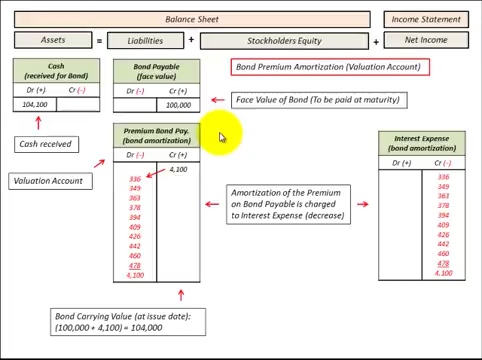 Balance Sheet
Income Statement
Assets = Liabilities + Stockholders Equity + Net Income
Cash
(received for Bond)
Dr (+) Cr (-)
104,100
Bond Payable
(face value)
Dr (-) Cr (+)
100,000
Bond Premium Amortization (Valuation Account)
Face Value of Bond (To be paid at maturity)
Cash received
Valuation Account
Premium Bond Pay.
(bond amortization)
Dr (-) Cr (+)
4,100
336
349
363
378
394
409
426
442
460
478
4,100
Amortization of the Premium
on Bond Payable is charged
to Interest Expense (decrease)
Interest Expense
(bond amortization)
Dr (+) Cr (-)
336
349
363
378
394
409
426
442
460
478
4,100
Bond Carrying Value (at issue date):
(100,000 + 4,100) = 104,000